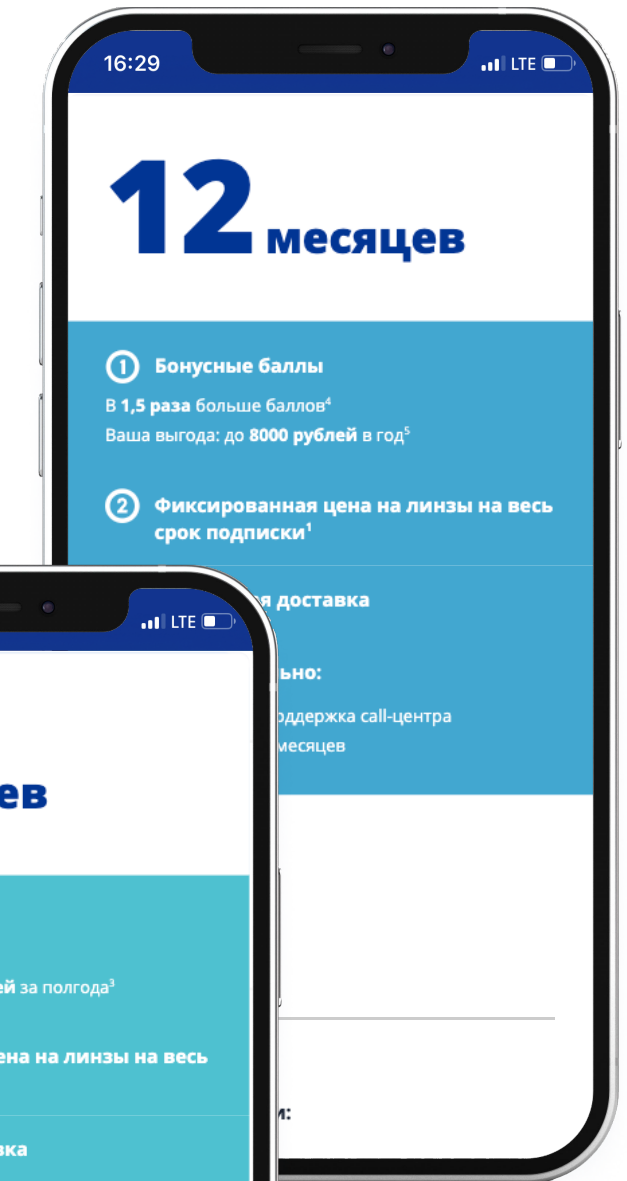 16:29
LTE
12 месяцев
1 Бонусные баллы
В 1,5 раза больше баллов⁴
Ваша выгода: до 8000 рублей в год⁵
2 Фиксированная цена на линзы на весь
срок подписки¹
доставка
ьно:
оддержка call-центра
месяцев
и:
LTE
ев
ей за полгода³
ена на линзы на весь
вка